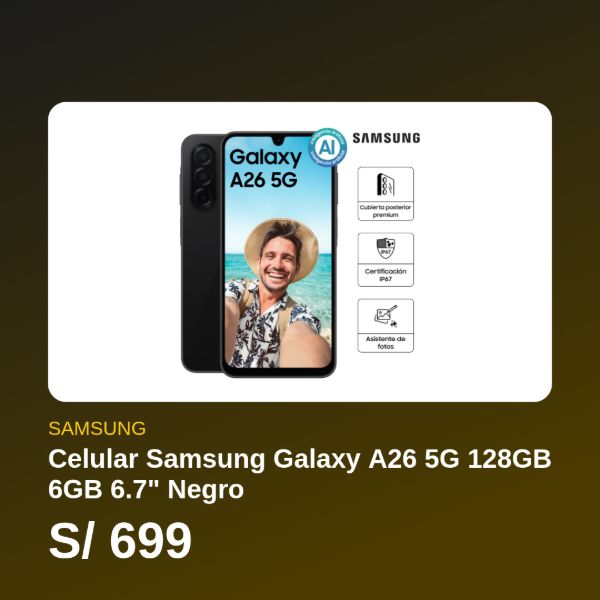 Galaxy
A26 5G
AI
SAMSUNG
Cubierta posterior
premium
IP67
Certificación
IP67
Asistente de
fotos
SAMSUNG
Celular Samsung Galaxy A26 5G 128GB
6GB 6.7" Negro
S/ 699